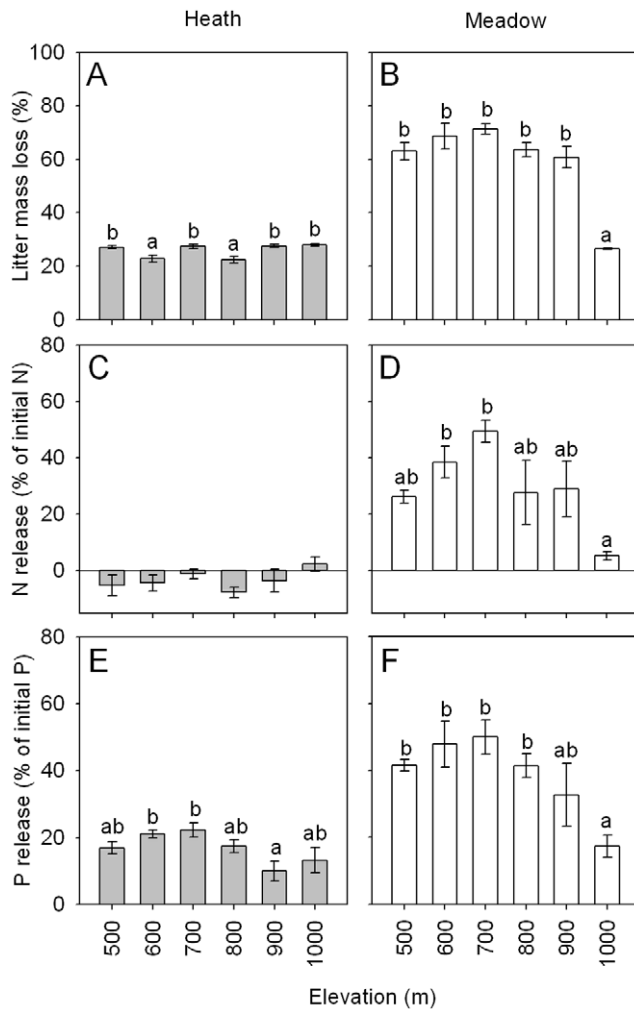 Heath
Meadow
Litter mass loss (%)
100
80
60
40
20
0
A
b
a
b
a
b
b
B
b
b
b
b
b
a
N release (% of initial N)
80
60
40
20
0
C
D
ab
b
b
ab
ab
a
P release (% of initial P)
80
60
40
20
0
E
ab
b
b
ab
a
ab
F
b
b
b
b
ab
a
500
600
700
800
900
1000
500
600
700
800
900
1000
Elevation (m)